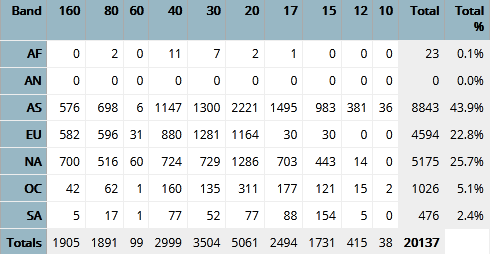 Band 160 80 60 40 30 20 17 15 12 10 Total Total %
AF 0 2 0 11 7 2 1 0 0 0 23 0.1%
AN 0 0 0 0 0 0 0 0 0 0 0 0.0%
AS 576 698 6 1147 1300 2221 1495 983 381 36 8843 43.9%
EU 582 596 31 880 1281 1164 30 30 0 0 4594 22.8%
NA 700 516 60 724 729 1286 703 443 14 0 5175 25.7%
OC 42 62 1 160 135 311 177 121 15 2 1026 5.1%
SA 5 17 1 77 52 77 88 154 5 0 476 2.4%
Totals 1905 1891 99 2999 3504 5061 2494 1731 415 38 20137